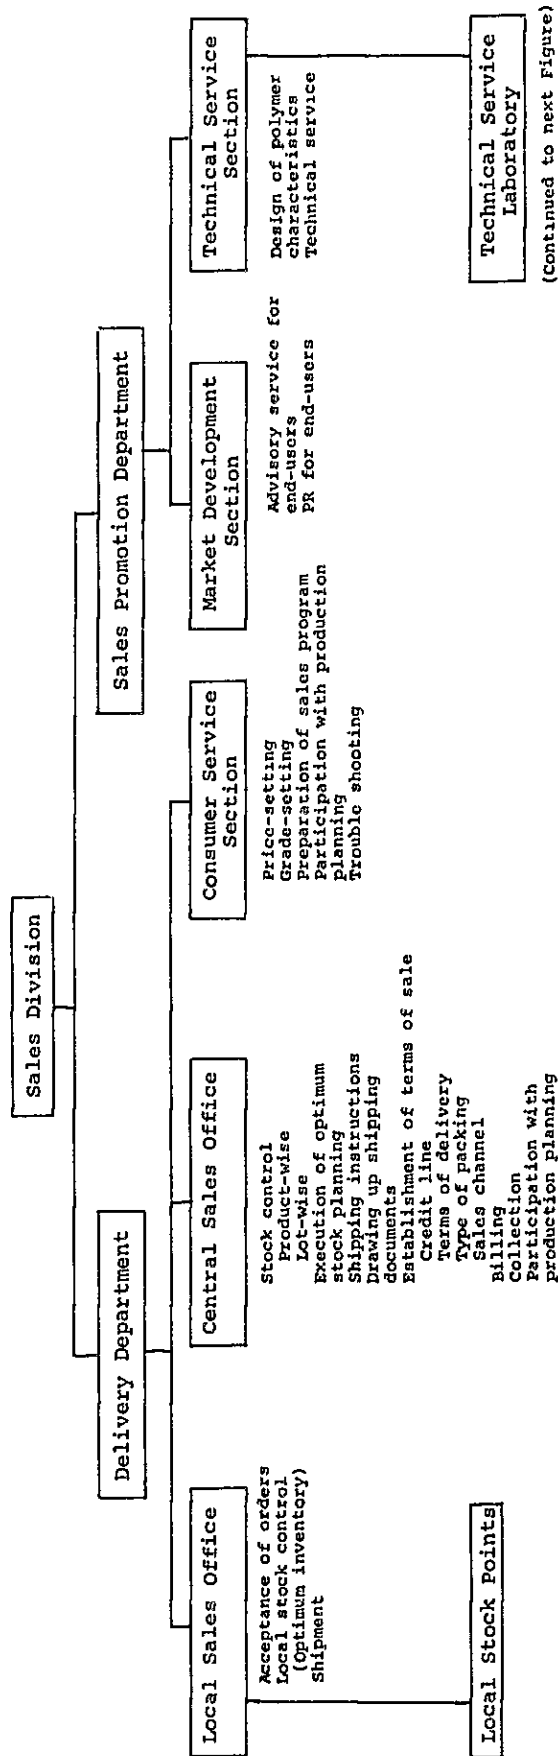 Sales Division
Delivery Department
Sales Promotion Department
Local Sales Office
Acceptance of orders
Local stock control
(Optimum inventory)
Shipment
Local Stock Points
Central Sales Office
Stock control
Product-wise
Lot-wise
Execution of optimum
stock planning
Shipping instructions
Drawing up shipping
documents
Establishment of terms of sale
Credit line
Terms of delivery
Type of packing
Sales channel
Billing
Collection
Participation with
production planning
Consumer Service
Section
Price-setting
Grade-setting
Preparation of sales program
Participation with production
planning
Trouble shooting
Market Development
Section
Advisory service for
end-users
PR for end-users
Technical Service
Section
Design of polymer
characteristics
Technical service
Technical Service
Laboratory
(Continued to next Figure)